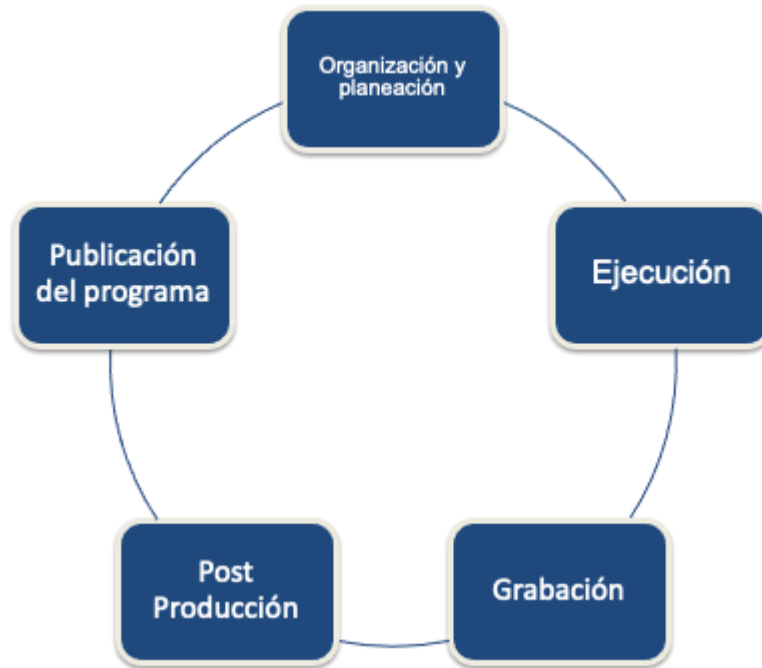 Organización y
planeación
Ejecución
Grabación
Post
Producción
Publicación
del programa